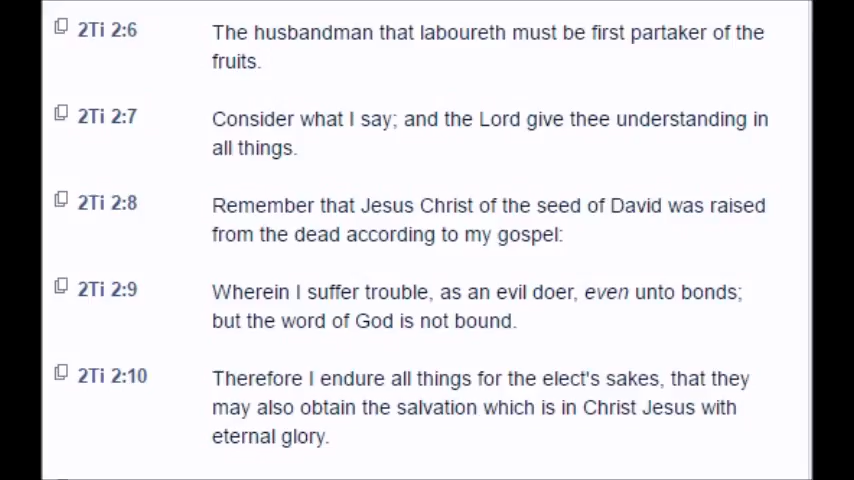 2Ti 2:6 The husbandman that laboureth must be first partaker of the
fruits.
2Ti 2:7 Consider what I say; and the Lord give thee understanding in
all things.
2Ti 2:8 Remember that Jesus Christ of the seed of David was raised
from the dead according to my gospel:
2Ti 2:9 Wherein I suffer trouble, as an evil doer, even unto bonds;
but the word of God is not bound.
2Ti 2:10 Therefore I endure all things for the elect's sakes, that they
may also obtain the salvation which is in Christ Jesus with
eternal glory.